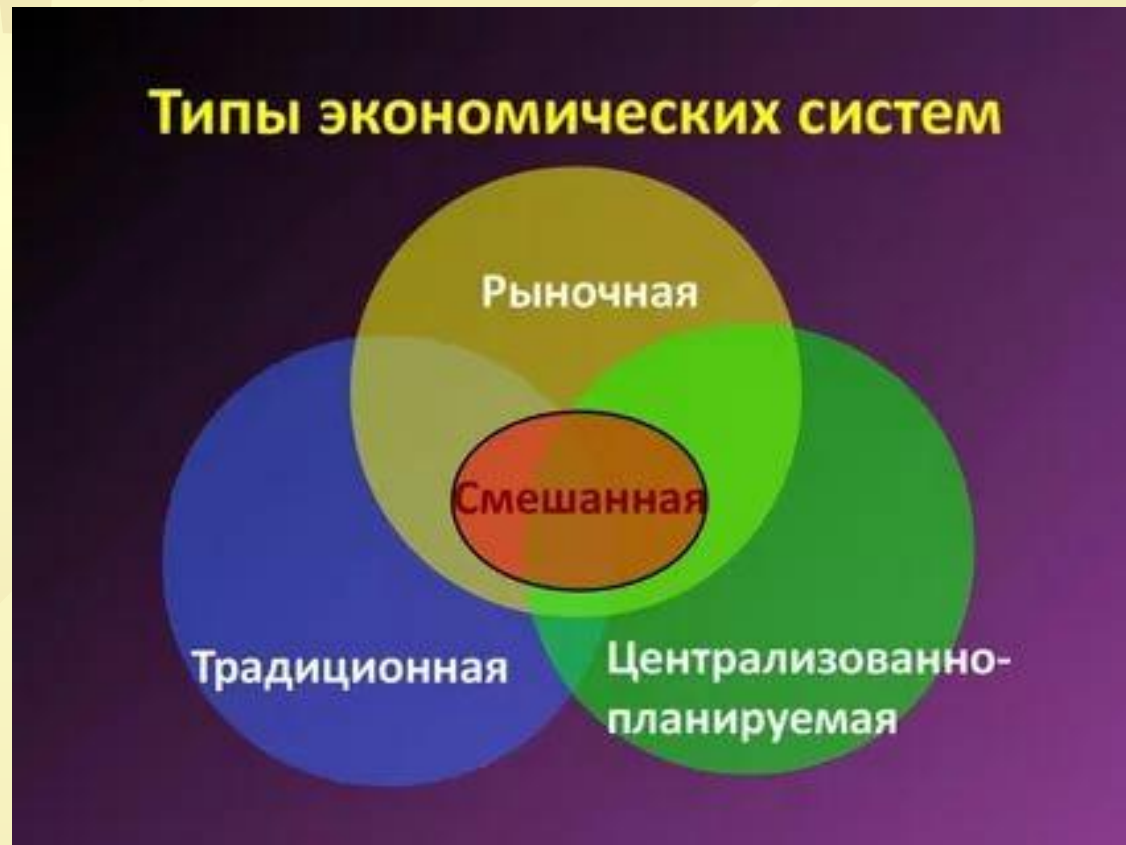 Типы экономических систем
Рыночная
Смешанная
Традиционная
Централизованно-
планируемая